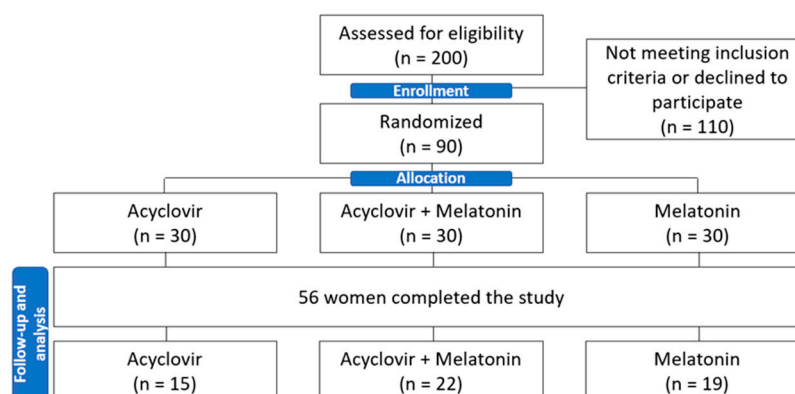 Assessed for eligibility
(n = 200)
Not meeting inclusion
criteria or declined to
participate
(n = 110)
Enrollment
Randomized
(n = 90)
Allocation
Acyclovir
(n = 30)
Acyclovir + Melatonin
(n = 30)
Melatonin
(n = 30)
Follow-up and
analysis
56 women completed the study
Acyclovir
(n = 15)
Acyclovir + Melatonin
(n = 22)
Melatonin
(n = 19)